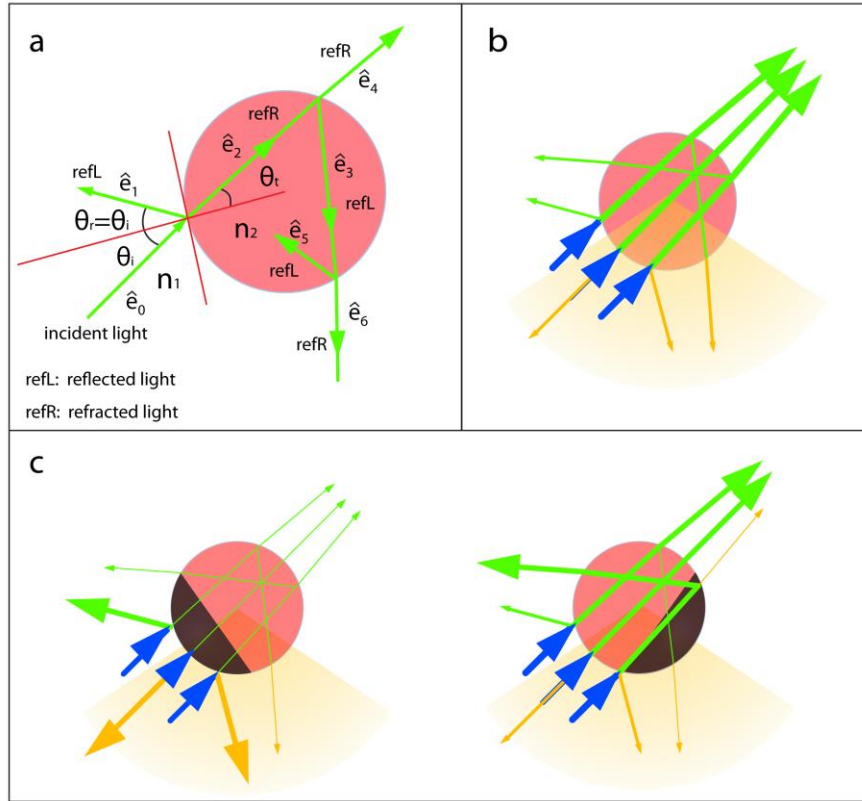 a
b
refR
ê₄
refR
ê₂
refL
ê₁
θₜ
ê₃
refL
θᵣ=θᵢ
n₂
ê₅
θᵢ
n₁
refL
ê₀
ê₆
incident light
refR
refL: reflected light
refR: refracted light
c